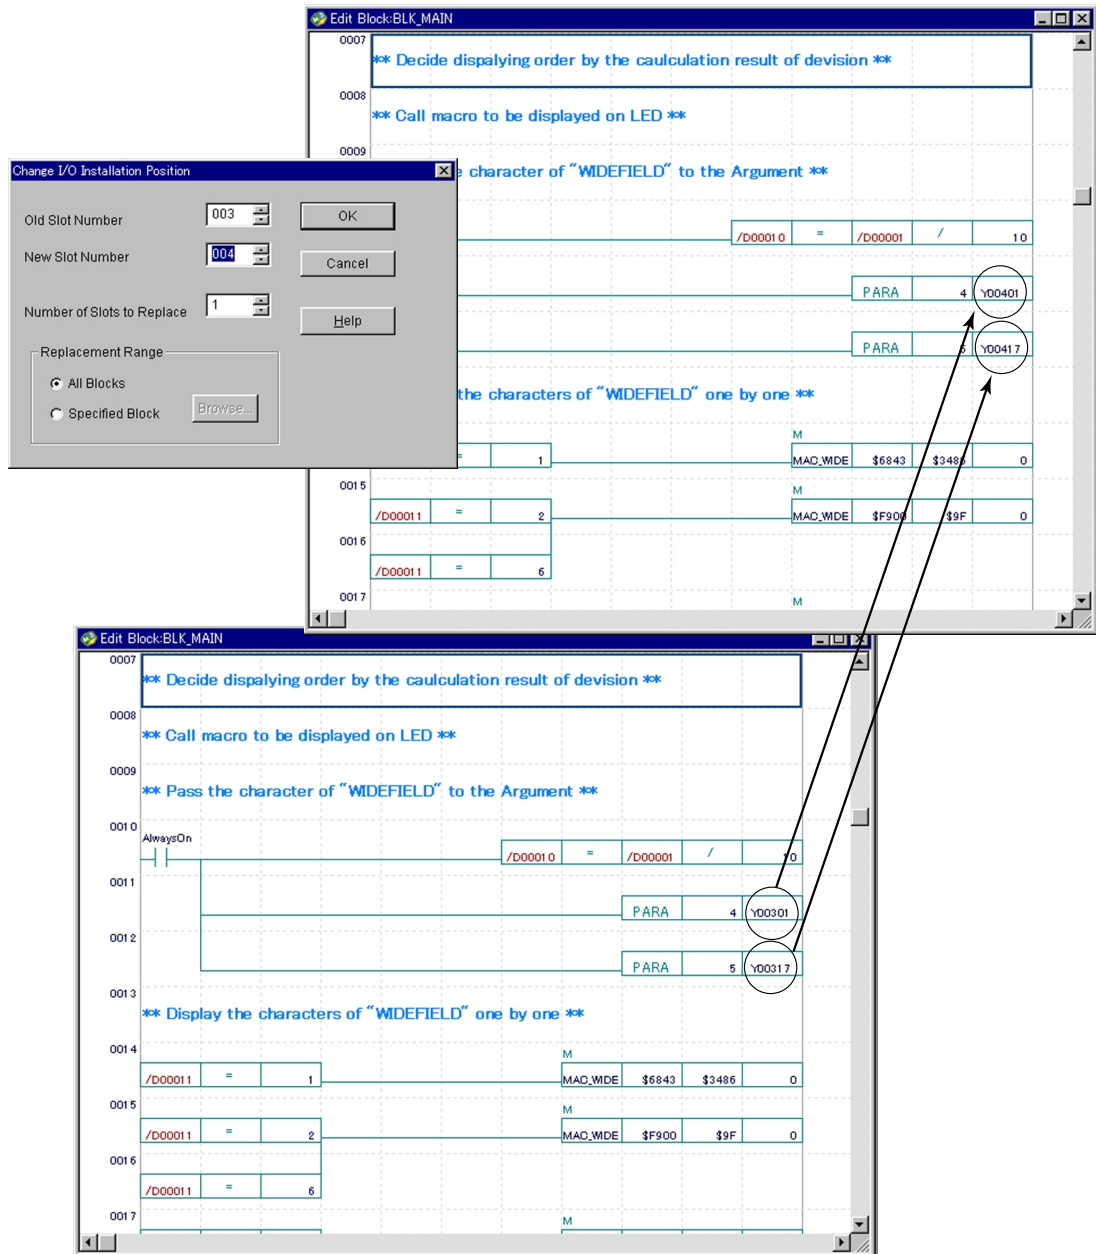 Edit Block:BLK_MAIN
0007
** Decide dispalying order by the caulculation result of devision **
0008
** Call macro to be displayed on LED **
0009
e character of "WIDEFIELD" to the Argument **
/D00010 = /D00001 / 10
PARA 4 Y00401
PARA 5 Y00417
the characters of "WIDEFIELD" one by one **
M
= 1 MAC_WIDE $6843 $3486 0
0015
M
/D00011 = 2 MAC_WIDE $F900 $9F 0
0016
/D00011 = 6
0017
M
Change I/O Installation Position
Old Slot Number 003 OK
New Slot Number 004 Cancel
Number of Slots to Replace 1 Help
Replacement Range
All Blocks
Specified Block Browse...
Edit Block:BLK_MAIN
0007
** Decide dispalying order by the caulculation result of devision **
0008
** Call macro to be displayed on LED **
0009
** Pass the character of "WIDEFIELD" to the Argument **
0010
AlwaysOn
/D00010 = /D00001 / 10
0011
PARA 4 Y00301
0012
PARA 5 Y00317
0013
** Display the characters of "WIDEFIELD" one by one **
0014
M
/D00011 = 1 MAC_WIDE $6843 $3486 0
0015
M
/D00011 = 2 MAC_WIDE $F900 $9F 0
0016
/D00011 = 6
0017
M